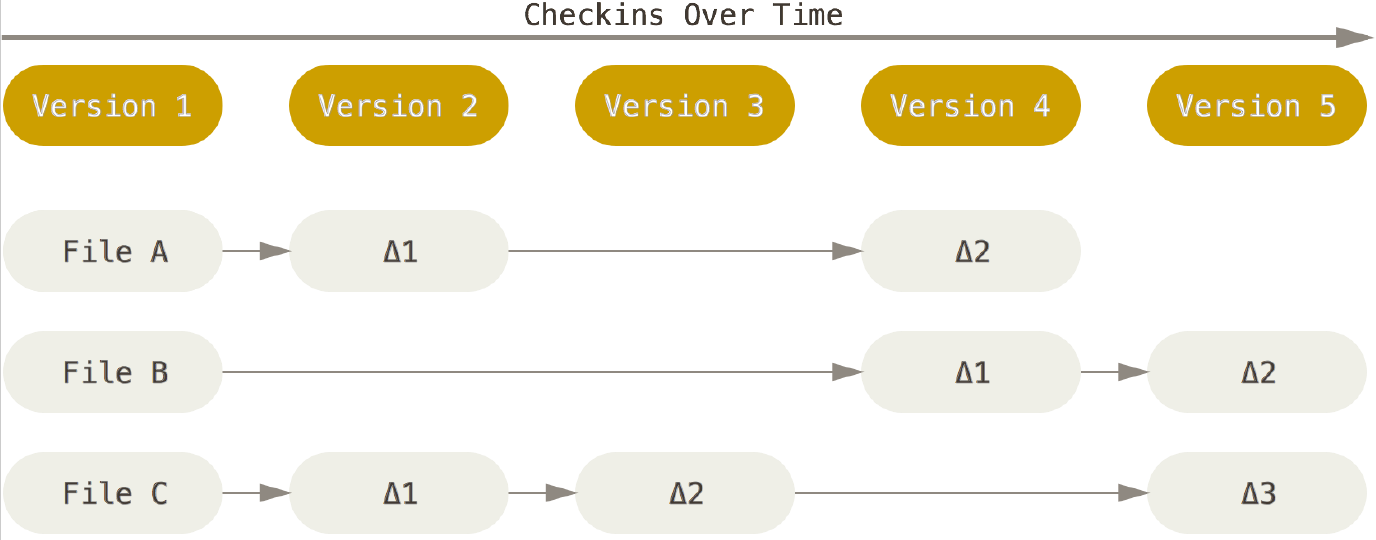 Checkins Over Time
Version 1 Version 2 Version 3 Version 4 Version 5
File A Δ1 Δ2
File B Δ1 Δ2
File C Δ1 Δ2 Δ3